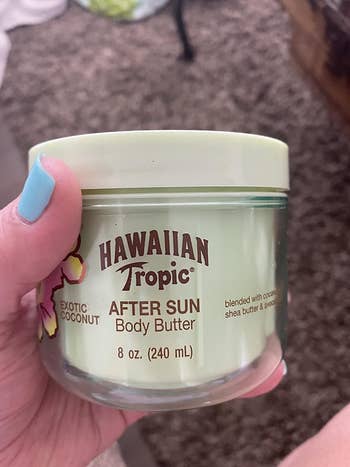 HAWAIIAN
Tropic®
EXOTIC
COCONUT
AFTER SUN
Body Butter
8 oz. (240 mL)
blended with
shea butter &